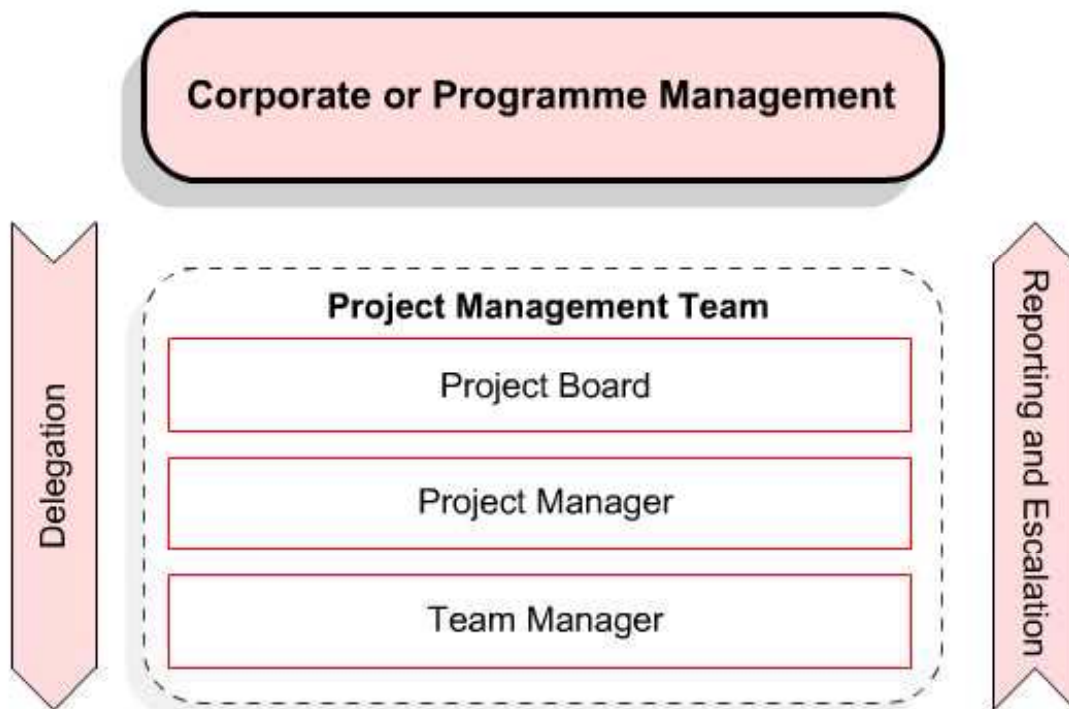 Corporate or Programme Management
Project Management Team
Project Board
Project Manager
Team Manager
Delegation
Reporting and Escalation